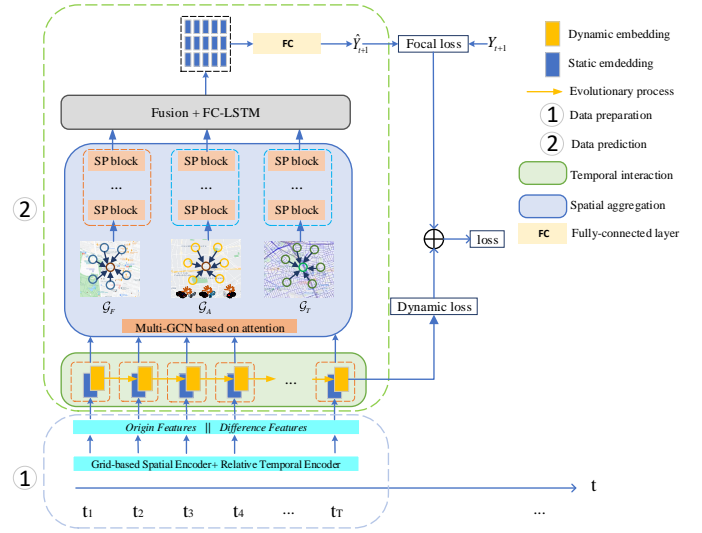 FC
Ŷt+1
Focal loss
Yt+1
Dynamic embedding
Static emdedding
Evolutionary process
1 Data preparation
2 Data prediction
Temporal interaction
Spatial aggregation
FC Fully-connected layer
Fusion + FC-LSTM
SP block SP block SP block
... ... ...
SP block SP block SP block
2
G_F G_A G_T
Multi-GCN based on attention
loss
Dynamic loss
...
Origin Features || Difference Features
Grid-based Spatial Encoder+ Relative Temporal Encoder
1
t
t1 t2 t3 t4 ... tT ...